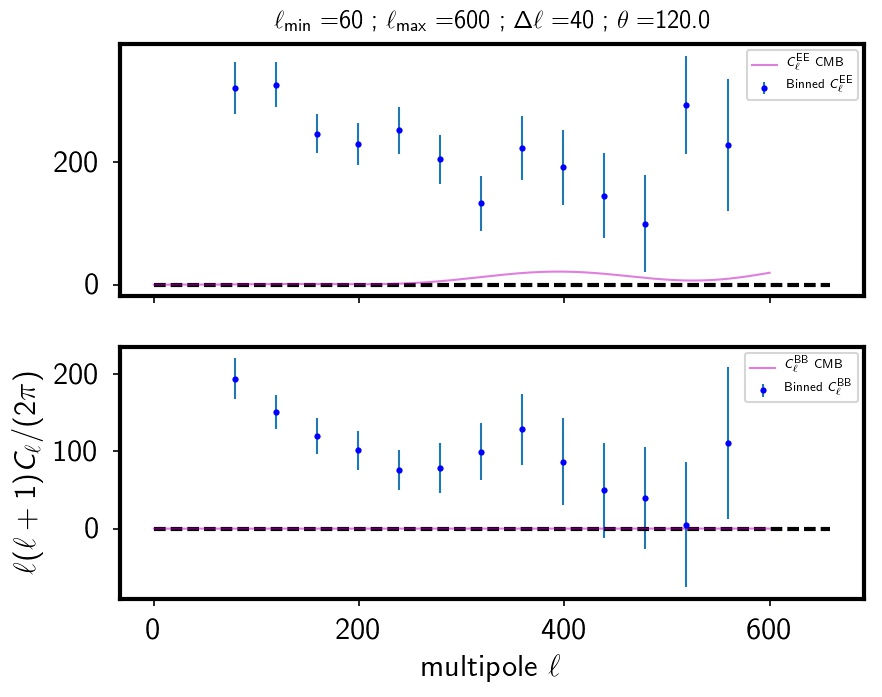 ℓmin =60 ; ℓmax =600 ; Δℓ =40 ; θ =120.0
C_ℓ^EE CMB
Binned C_ℓ^EE
200
0
C_ℓ^BB CMB
Binned C_ℓ^BB
200
100
0
ℓ(ℓ + 1)C_ℓ/(2π)
0
200
400
600
multipole ℓ